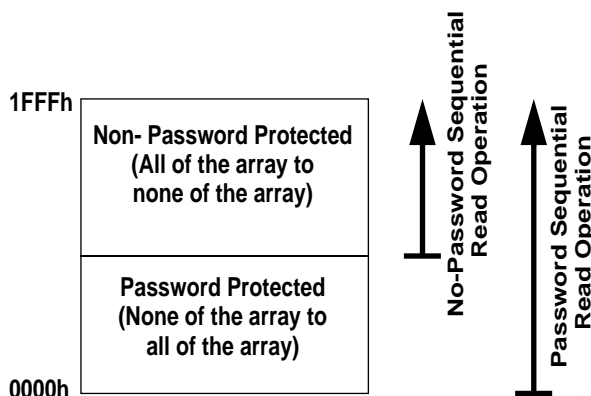 1FFFh
Non- Password Protected
(All of the array to
none of the array)
Password Protected
(None of the array to
all of the array)
0000h
No-Password Sequential
Read Operation
Password Sequential
Read Operation